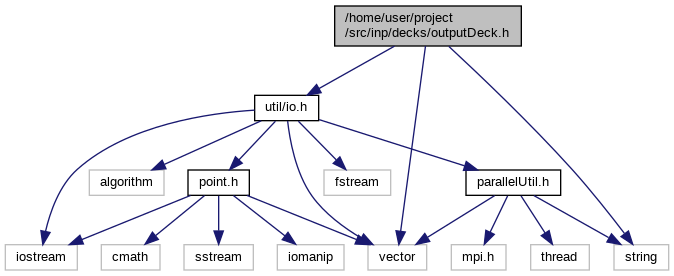 /home/user/project
/src/inp/decks/outputDeck.h
util/io.h
algorithm
point.h
fstream
parallelUtil.h
iostream
cmath
sstream
iomanip
vector
mpi.h
thread
string